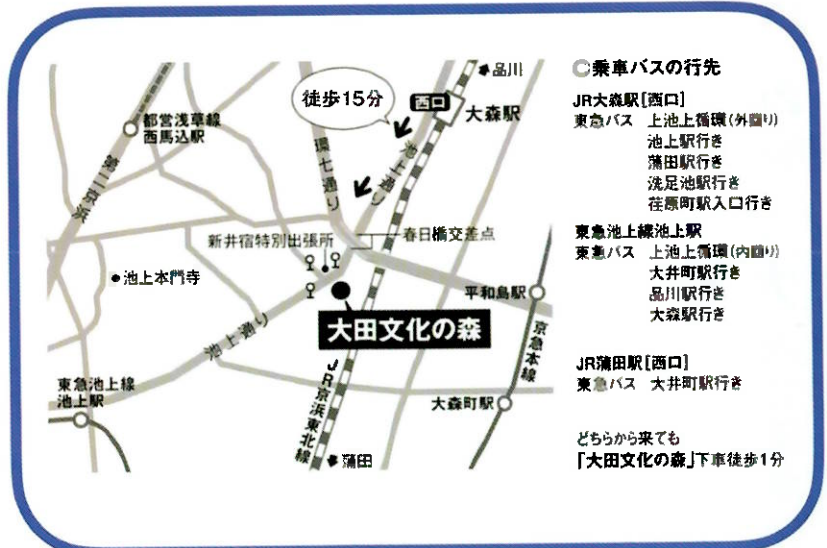 品川
徒歩15分
西口
大森駅
都営浅草線
西馬込駅
環七通り
池上通り
第二京浜
新井宿特別出張所
春日橋交差点
池上本門寺
平和島駅
大田文化の森
池上通り
京急本線
JR京浜東北線
東急池上線
池上駅
大森町駅
蒲田
乗車バスの行先
JR大森駅[西口]
東急バス 上池上循環(外回り)
池上駅行き
蒲田駅行き
洗足池駅行き
荏原町駅入口行き
東急池上線池上駅
東急バス 上池上循環(内回り)
大井町駅行き
品川駅行き
大森駅行き
JR蒲田駅[西口]
東急バス 大井町駅行き
どちらから来ても
「大田文化の森」下車徒歩1分